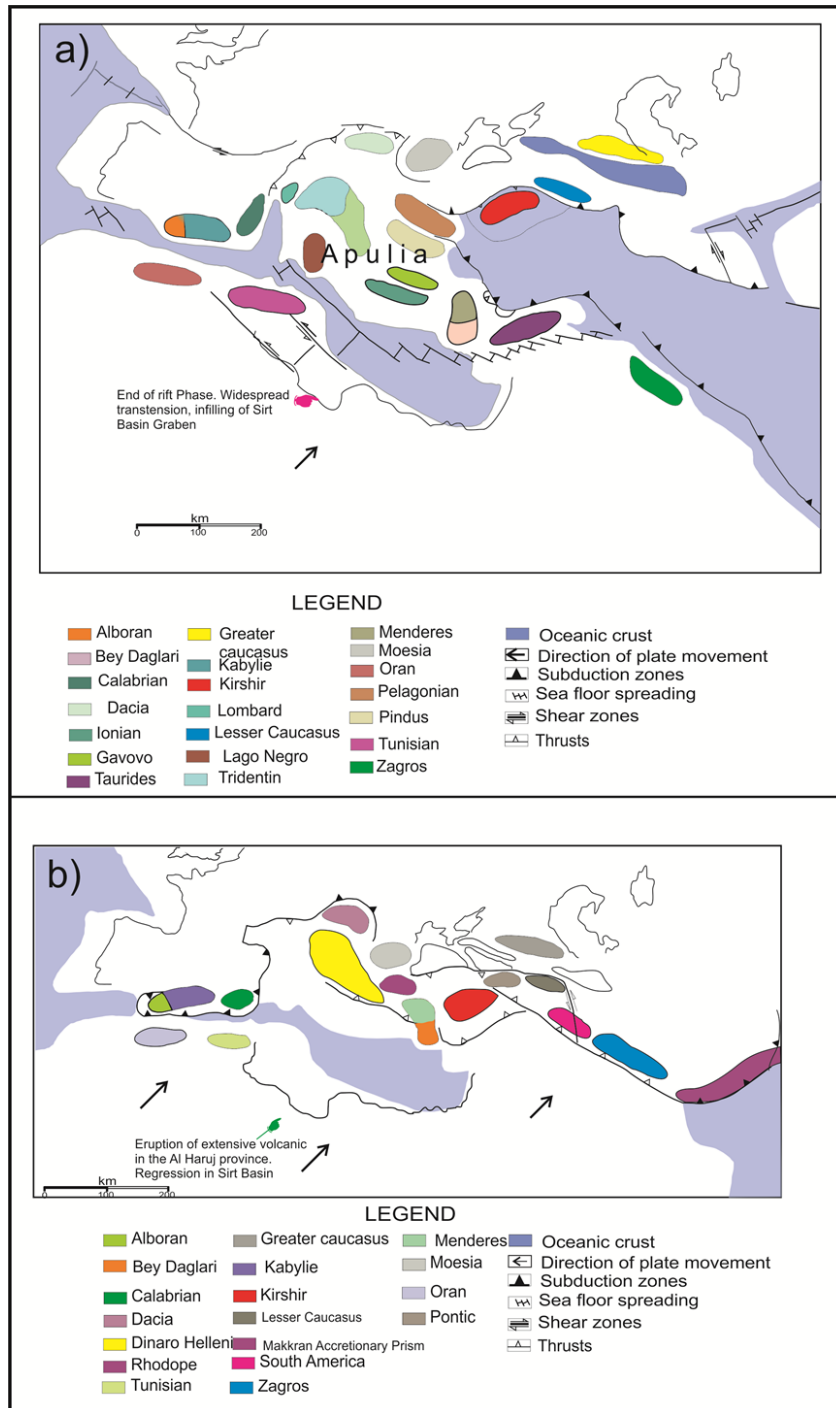 a)
Apulia
End of rift Phase. Widespread
transtension, infilling of Sirt
Basin Graben
km
0 100 200
LEGEND
Alboran
Bey Daglari
Calabrian
Dacia
Ionian
Gavovo
Taurides
Greater
caucasus
Kabylie
Kirshir
Lombard
Lesser Caucasus
Lago Negro
Tridentin
Menderes
Moesia
Oran
Pelagonian
Pindus
Tunisian
Zagros
Oceanic crust
Direction of plate movement
Subduction zones
Sea floor spreading
Shear zones
Thrusts
b)
Eruption of extensive volcanic
in the Al Haruj province.
Regression in Sirt Basin
km
0 100 200
LEGEND
Alboran
Bey Daglari
Calabrian
Dacia
Dinaro Helleni
Rhodope
Tunisian
Greater caucasus
Kabylie
Kirshir
Lesser Caucasus
Makkran Accretionary Prism
South America
Zagros
Menderes
Moesia
Oran
Pontic
Oceanic crust
Direction of plate movement
Subduction zones
Sea floor spreading
Shear zones
Thrusts